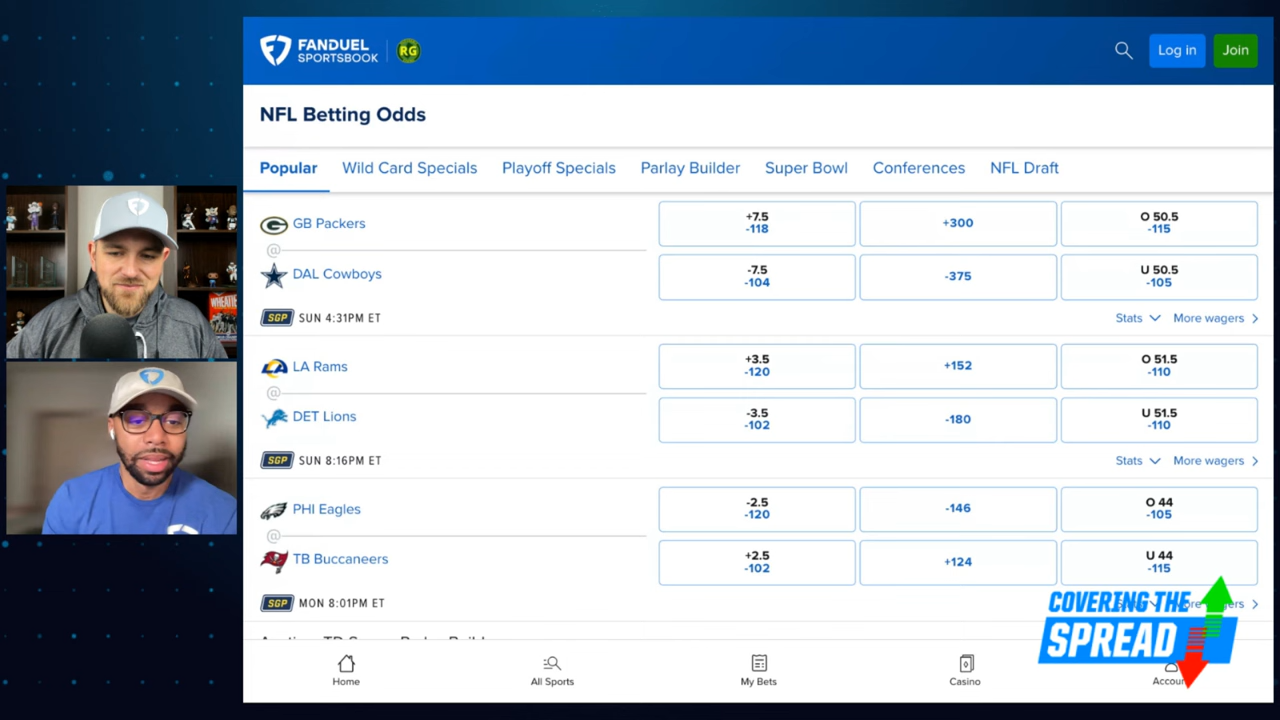 FANDUEL
SPORTSBOOK
RG
Log in
Join
NFL Betting Odds
Popular
Wild Card Specials
Playoff Specials
Parlay Builder
Super Bowl
Conferences
NFL Draft
GB Packers
+7.5
-118
+300
O 50.5
-115
@
DAL Cowboys
-7.5
-104
-375
U 50.5
-105
SGP SUN 4:31PM ET
Stats
More wagers
LA Rams
+3.5
-120
+152
O 51.5
-110
@
DET Lions
-3.5
-102
-180
U 51.5
-110
SGP SUN 8:16PM ET
Stats
More wagers
PHI Eagles
-2.5
-120
-146
O 44
-105
@
TB Buccaneers
+2.5
-102
+124
U 44
-115
SGP MON 8:01PM ET
COVERING THE
SPREAD
Home
All Sports
My Bets
Casino
WHEATIES